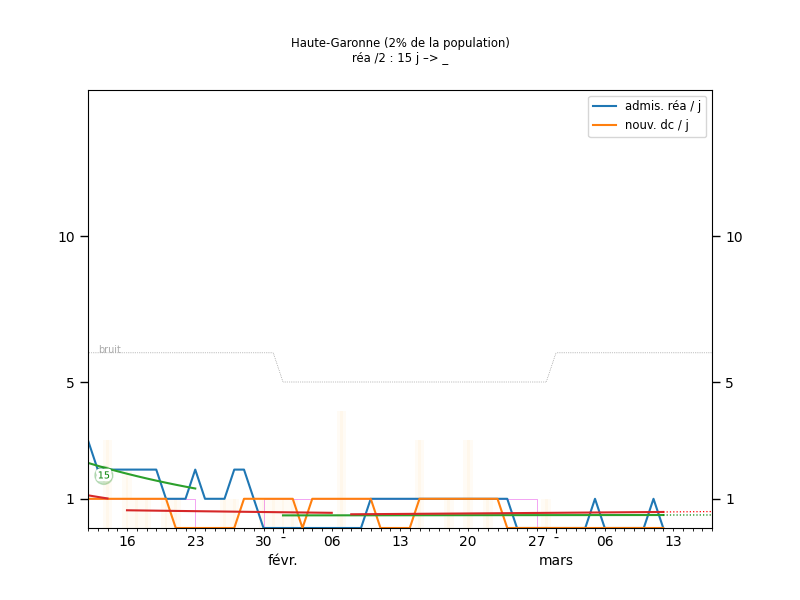 Haute-Garonne (2% de la population)
réa /2 : 15 j –> _
admis. réa / j
nouv. dc / j
10 10
bruit
5 5
15
1 1
16 23 30 - 06 13 20 27 - 06 13
févr. mars